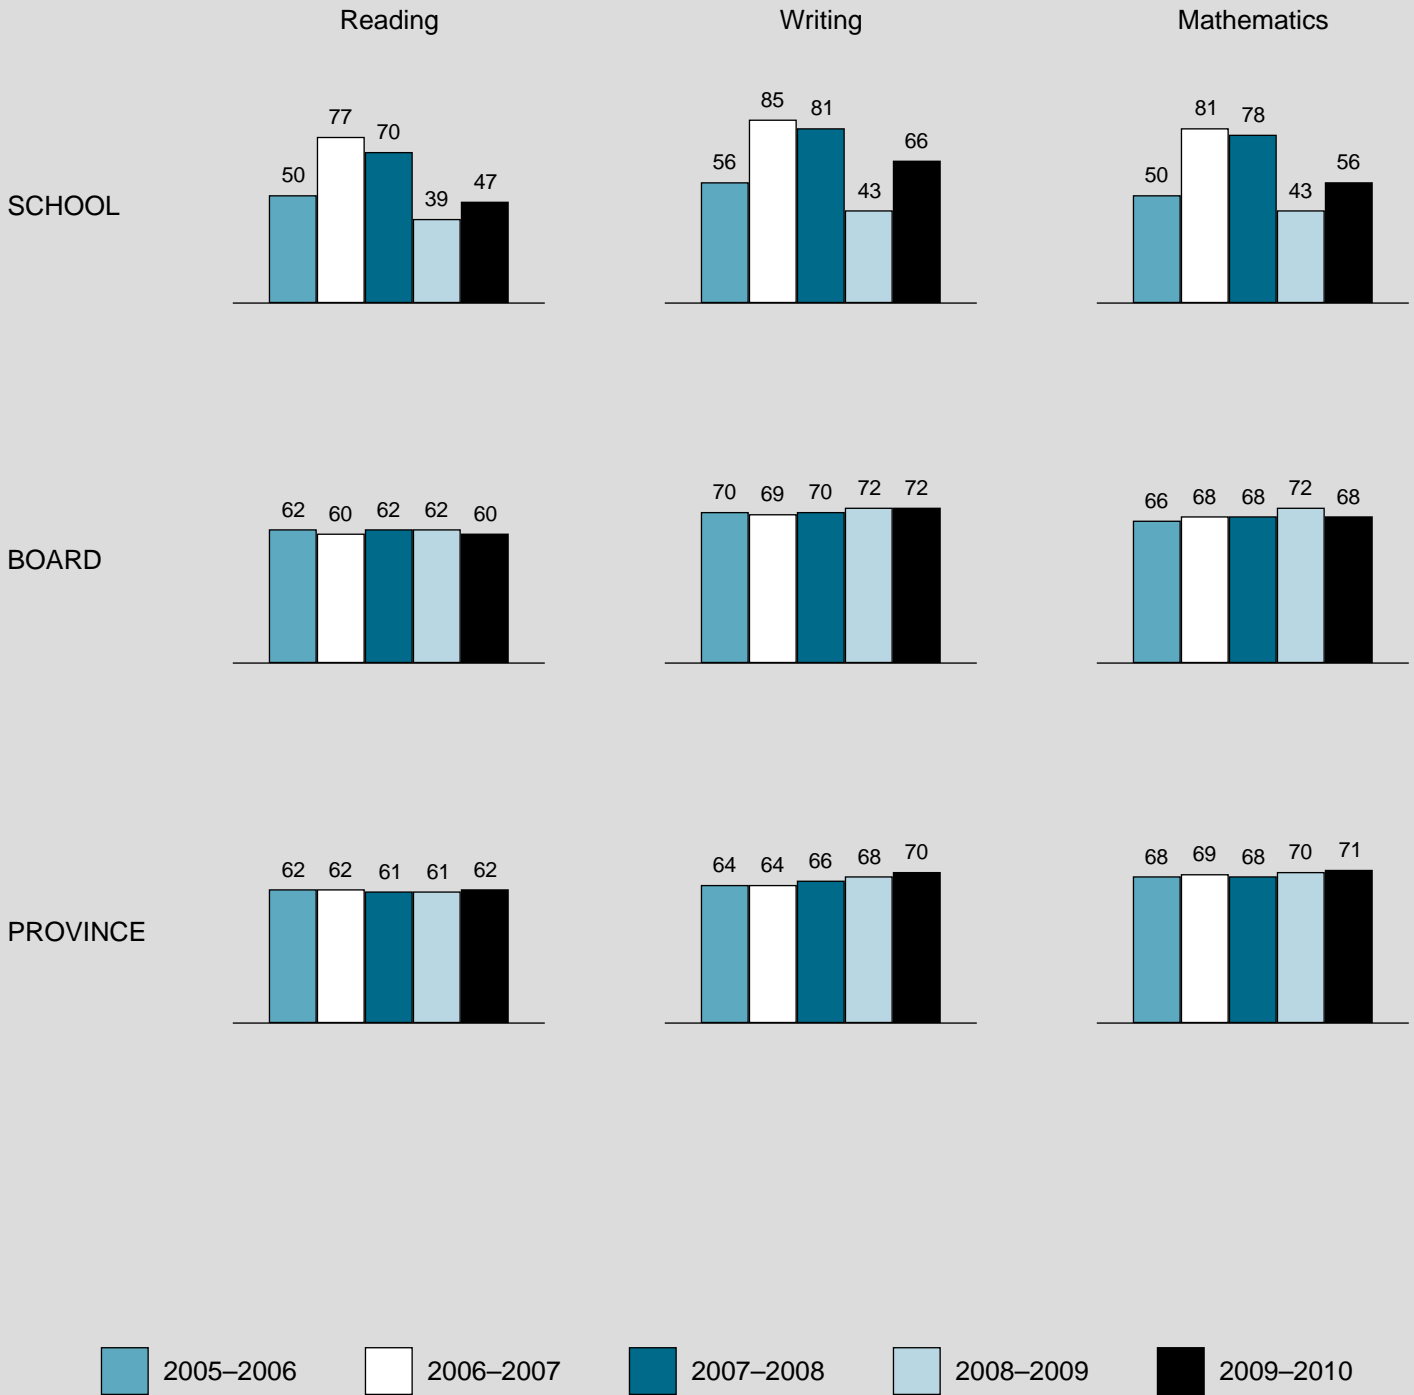 Reading Writing Mathematics
SCHOOL
50 77 70 39 47
56 85 81 43 66
50 81 78 43 56
BOARD
62 60 62 62 60
70 69 70 72 72
66 68 68 72 68
PROVINCE
62 62 61 61 62
64 64 66 68 70
68 69 68 70 71
2005–2006 2006–2007 2007–2008 2008–2009 2009–2010